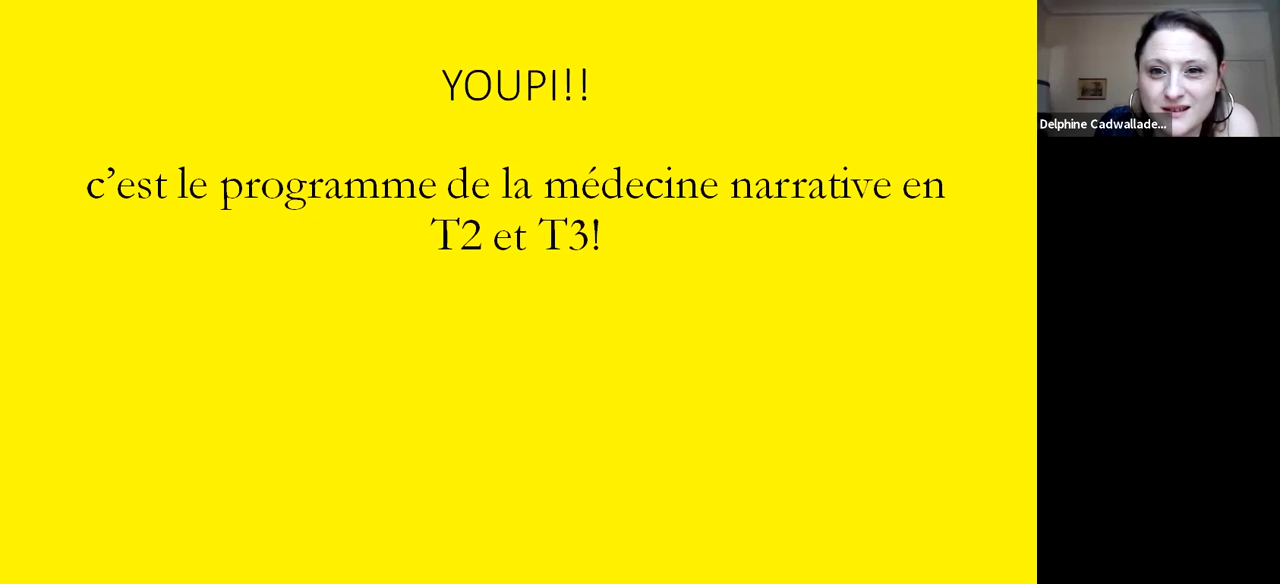 YOUPI!!
c’est le programme de la médecine narrative en
T2 et T3!
Delphine Cadwallade...